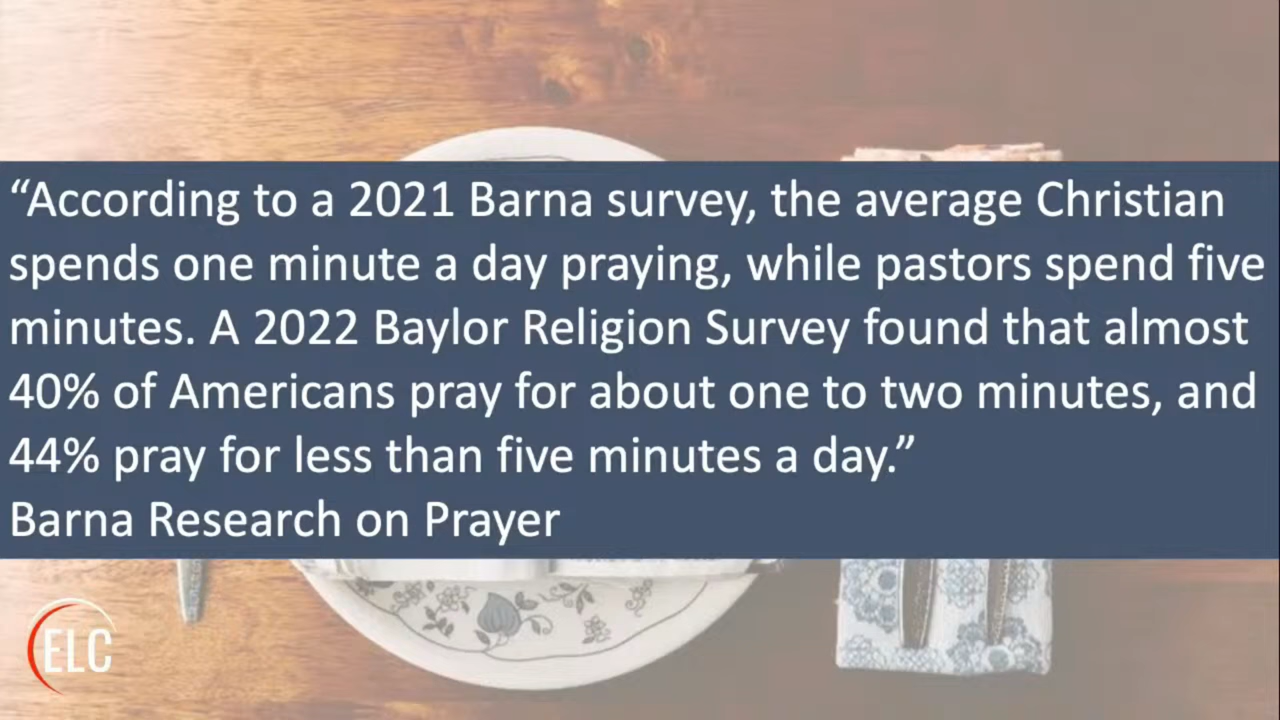 “According to a 2021 Barna survey, the average Christian
spends one minute a day praying, while pastors spend five
minutes. A 2022 Baylor Religion Survey found that almost
40% of Americans pray for about one to two minutes, and
44% pray for less than five minutes a day.”
Barna Research on Prayer
ELC